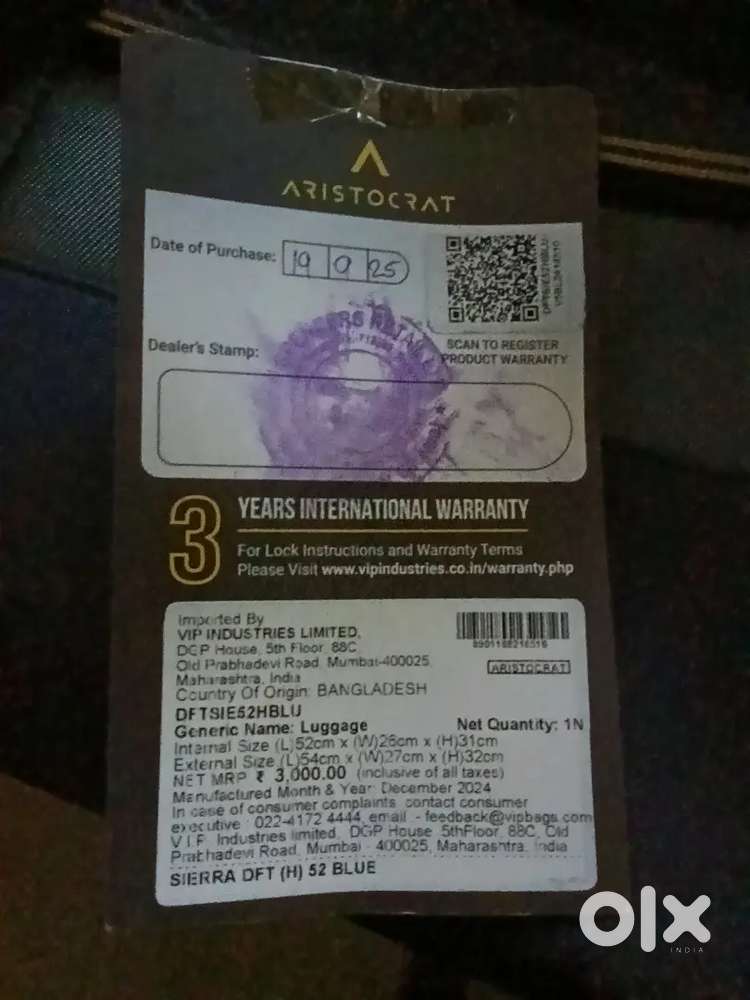 ARISTOCRAT
Date of Purchase: 19 9 25
DFTSIE52HBLU
SCAN TO REGISTER
PRODUCT WARRANTY
Dealer's Stamp:
3 YEARS INTERNATIONAL WARRANTY
For Lock Instructions and Warranty Terms
Please Visit www.vipindustries.co.in/warranty.php
Imported By
VIP INDUSTRIES LIMITED,
DGP House, 5th Floor, 88C,
Old Prabhadevi Road, Mumbai-400025,
Maharashtra, India
Country Of Origin: BANGLADESH
ARISTOCRAT
DFTSIE52HBLU
Generic Name: Luggage Net Quantity: 1N
Internal Size (L)52cm x (W)26cm x (H)31cm
External Size (L)54cm x (W)27cm x (H)32cm
NET MRP ₹ 3,000.00 (inclusive of all taxes)
Manufactured Month & Year: December 2024
In case of consumer complaints contact consumer
executive : 022-4172 4444, email - feedback@vipbags.com
V.I.P. Industries limited, DGP House 5thFloor, 88C, Old
Prabhadevi Road, Mumbai - 400025, Maharashtra, India
SIERRA DFT (H) 52 BLUE
olx
INDIA